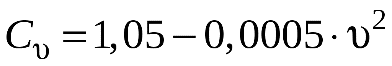 C_υ = 1,05 − 0,0005 · υ²